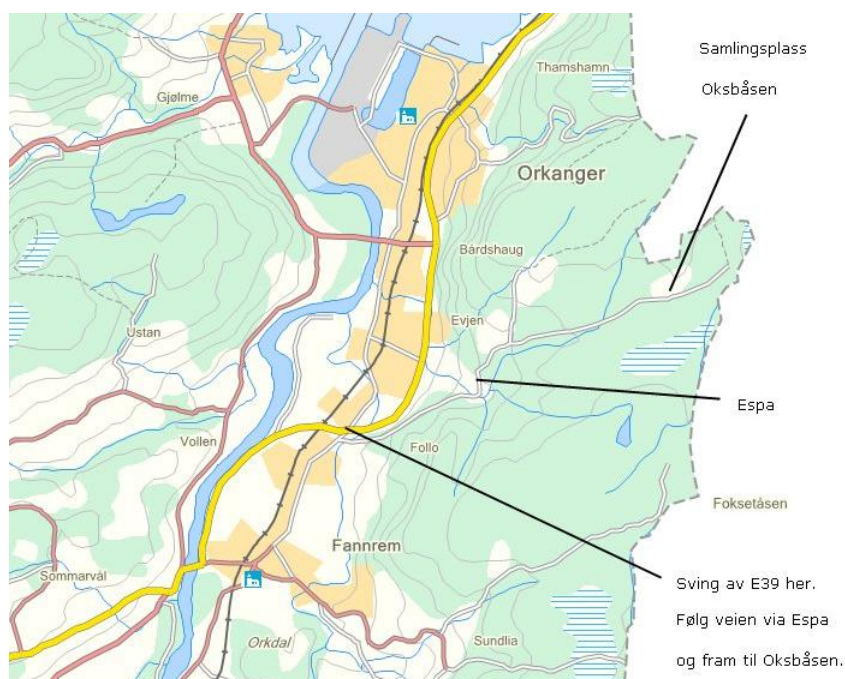 Samlingsplass
Oksbåsen
Thamshamn
Gjølme
Orkanger
Bårdshaug
Evjen
Ustan
Espa
Vollen
Follo
Foksetåsen
Fannrem
Sommarvål
Sving av E39 her.
Følg veien via Espa
og fram til Oksbåsen.
Orkdal
Sundlia